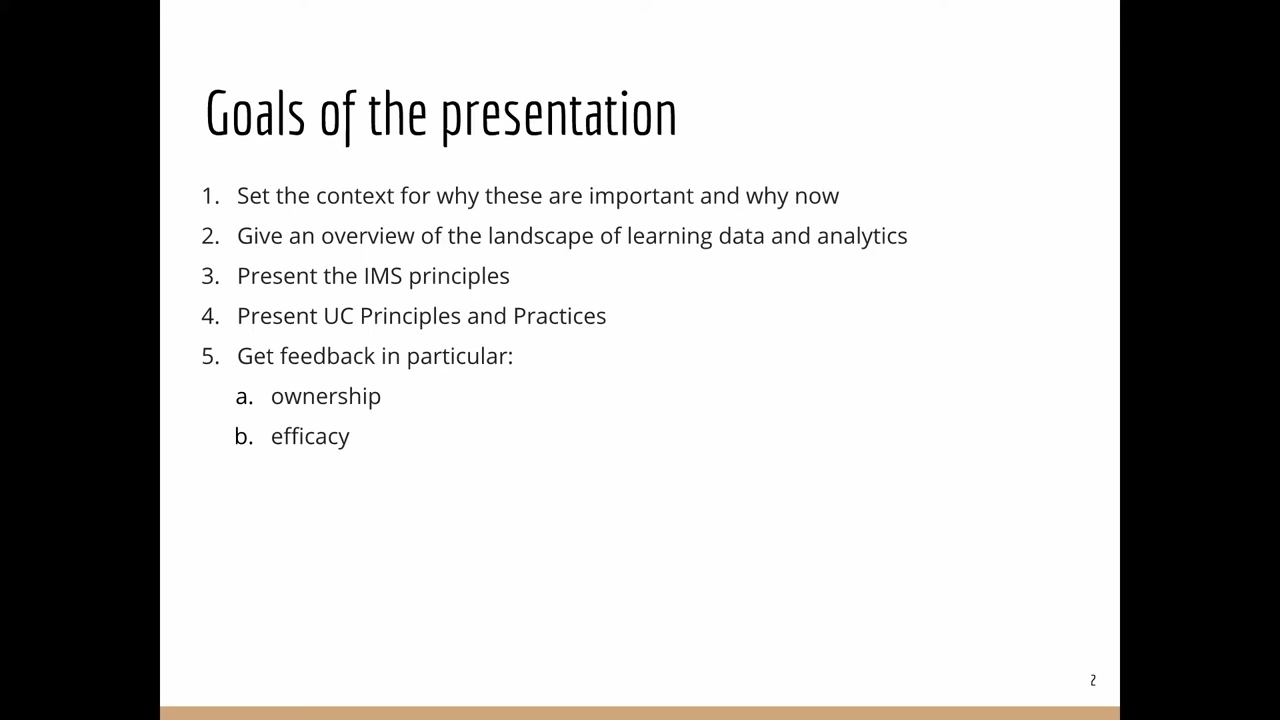 Goals of the presentation
1. Set the context for why these are important and why now
2. Give an overview of the landscape of learning data and analytics
3. Present the IMS principles
4. Present UC Principles and Practices
5. Get feedback in particular:
a. ownership
b. efficacy
2